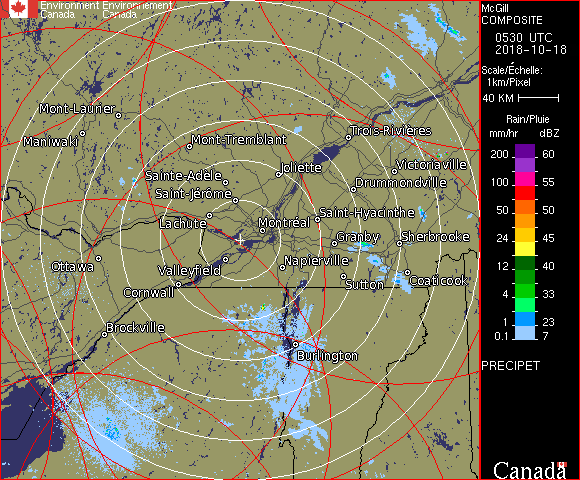 Environment Environnement
Canada Canada
McGill
COMPOSITE
0530 UTC
2018-10-18
Scale/Échelle:
1km/Pixel
40 KM
Rain/Pluie
mm/hr dBZ
200 60
100 55
50 50
24 45
12 40
4 33
1 23
0.1 7
PRECIPET
Mont-Laurier
Maniwaki
Mont-Tremblant
Trois-Rivières
Sainte-Adèle
Joliette
Victoriaville
Saint-Jérôme
Drummondville
Lachute
Montréal
Saint-Hyacinthe
Granby
Sherbrooke
Ottawa
Valleyfield
Napierville
Cornwall
Sutton
Coaticook
Brockville
Burlington
Canada